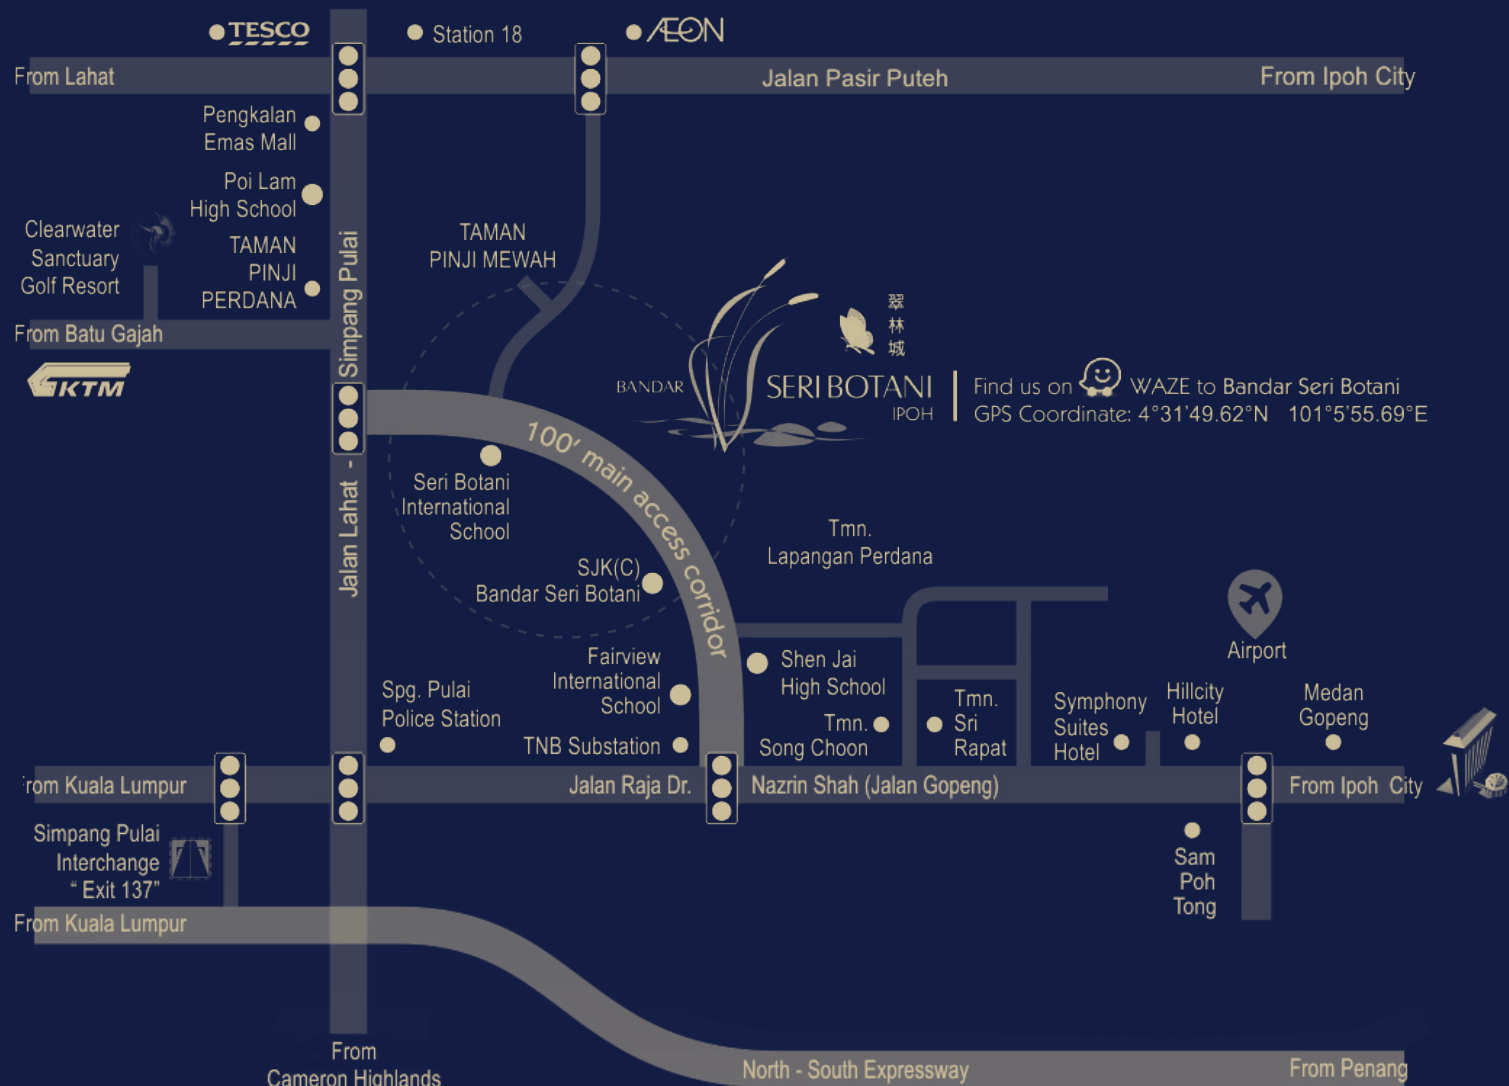 TESCO
Station 18
ÆON
From Lahat
Jalan Pasir Puteh
From Ipoh City
Pengkalan
Emas Mall
Poi Lam
High School
Clearwater
Sanctuary
Golf Resort
TAMAN
PINJI
PERDANA
TAMAN
PINJI MEWAH
From Batu Gajah
KTM
Jalan Lahat - Simpang Pulai
翠
林
城
BANDAR
SERI BOTANI
IPOH
Find us on WAZE to Bandar Seri Botani
GPS Coordinate: 4°31'49.62"N 101°5'55.69"E
100' main access corridor
Seri Botani
International
School
SJK(C)
Bandar Seri Botani
Tmn.
Lapangan Perdana
Airport
Fairview
International
School
Shen Jai
High School
Spg. Pulai
Police Station
TNB Substation
Tmn.
Song Choon
Tmn.
Sri
Rapat
Symphony
Suites
Hotel
Hillcity
Hotel
Medan
Gopeng
From Kuala Lumpur
Jalan Raja Dr.
Nazrin Shah (Jalan Gopeng)
From Ipoh City
Simpang Pulai
Interchange
" Exit 137"
Sam
Poh
Tong
From Kuala Lumpur
From
Cameron Highlands
North - South Expressway
From Penang